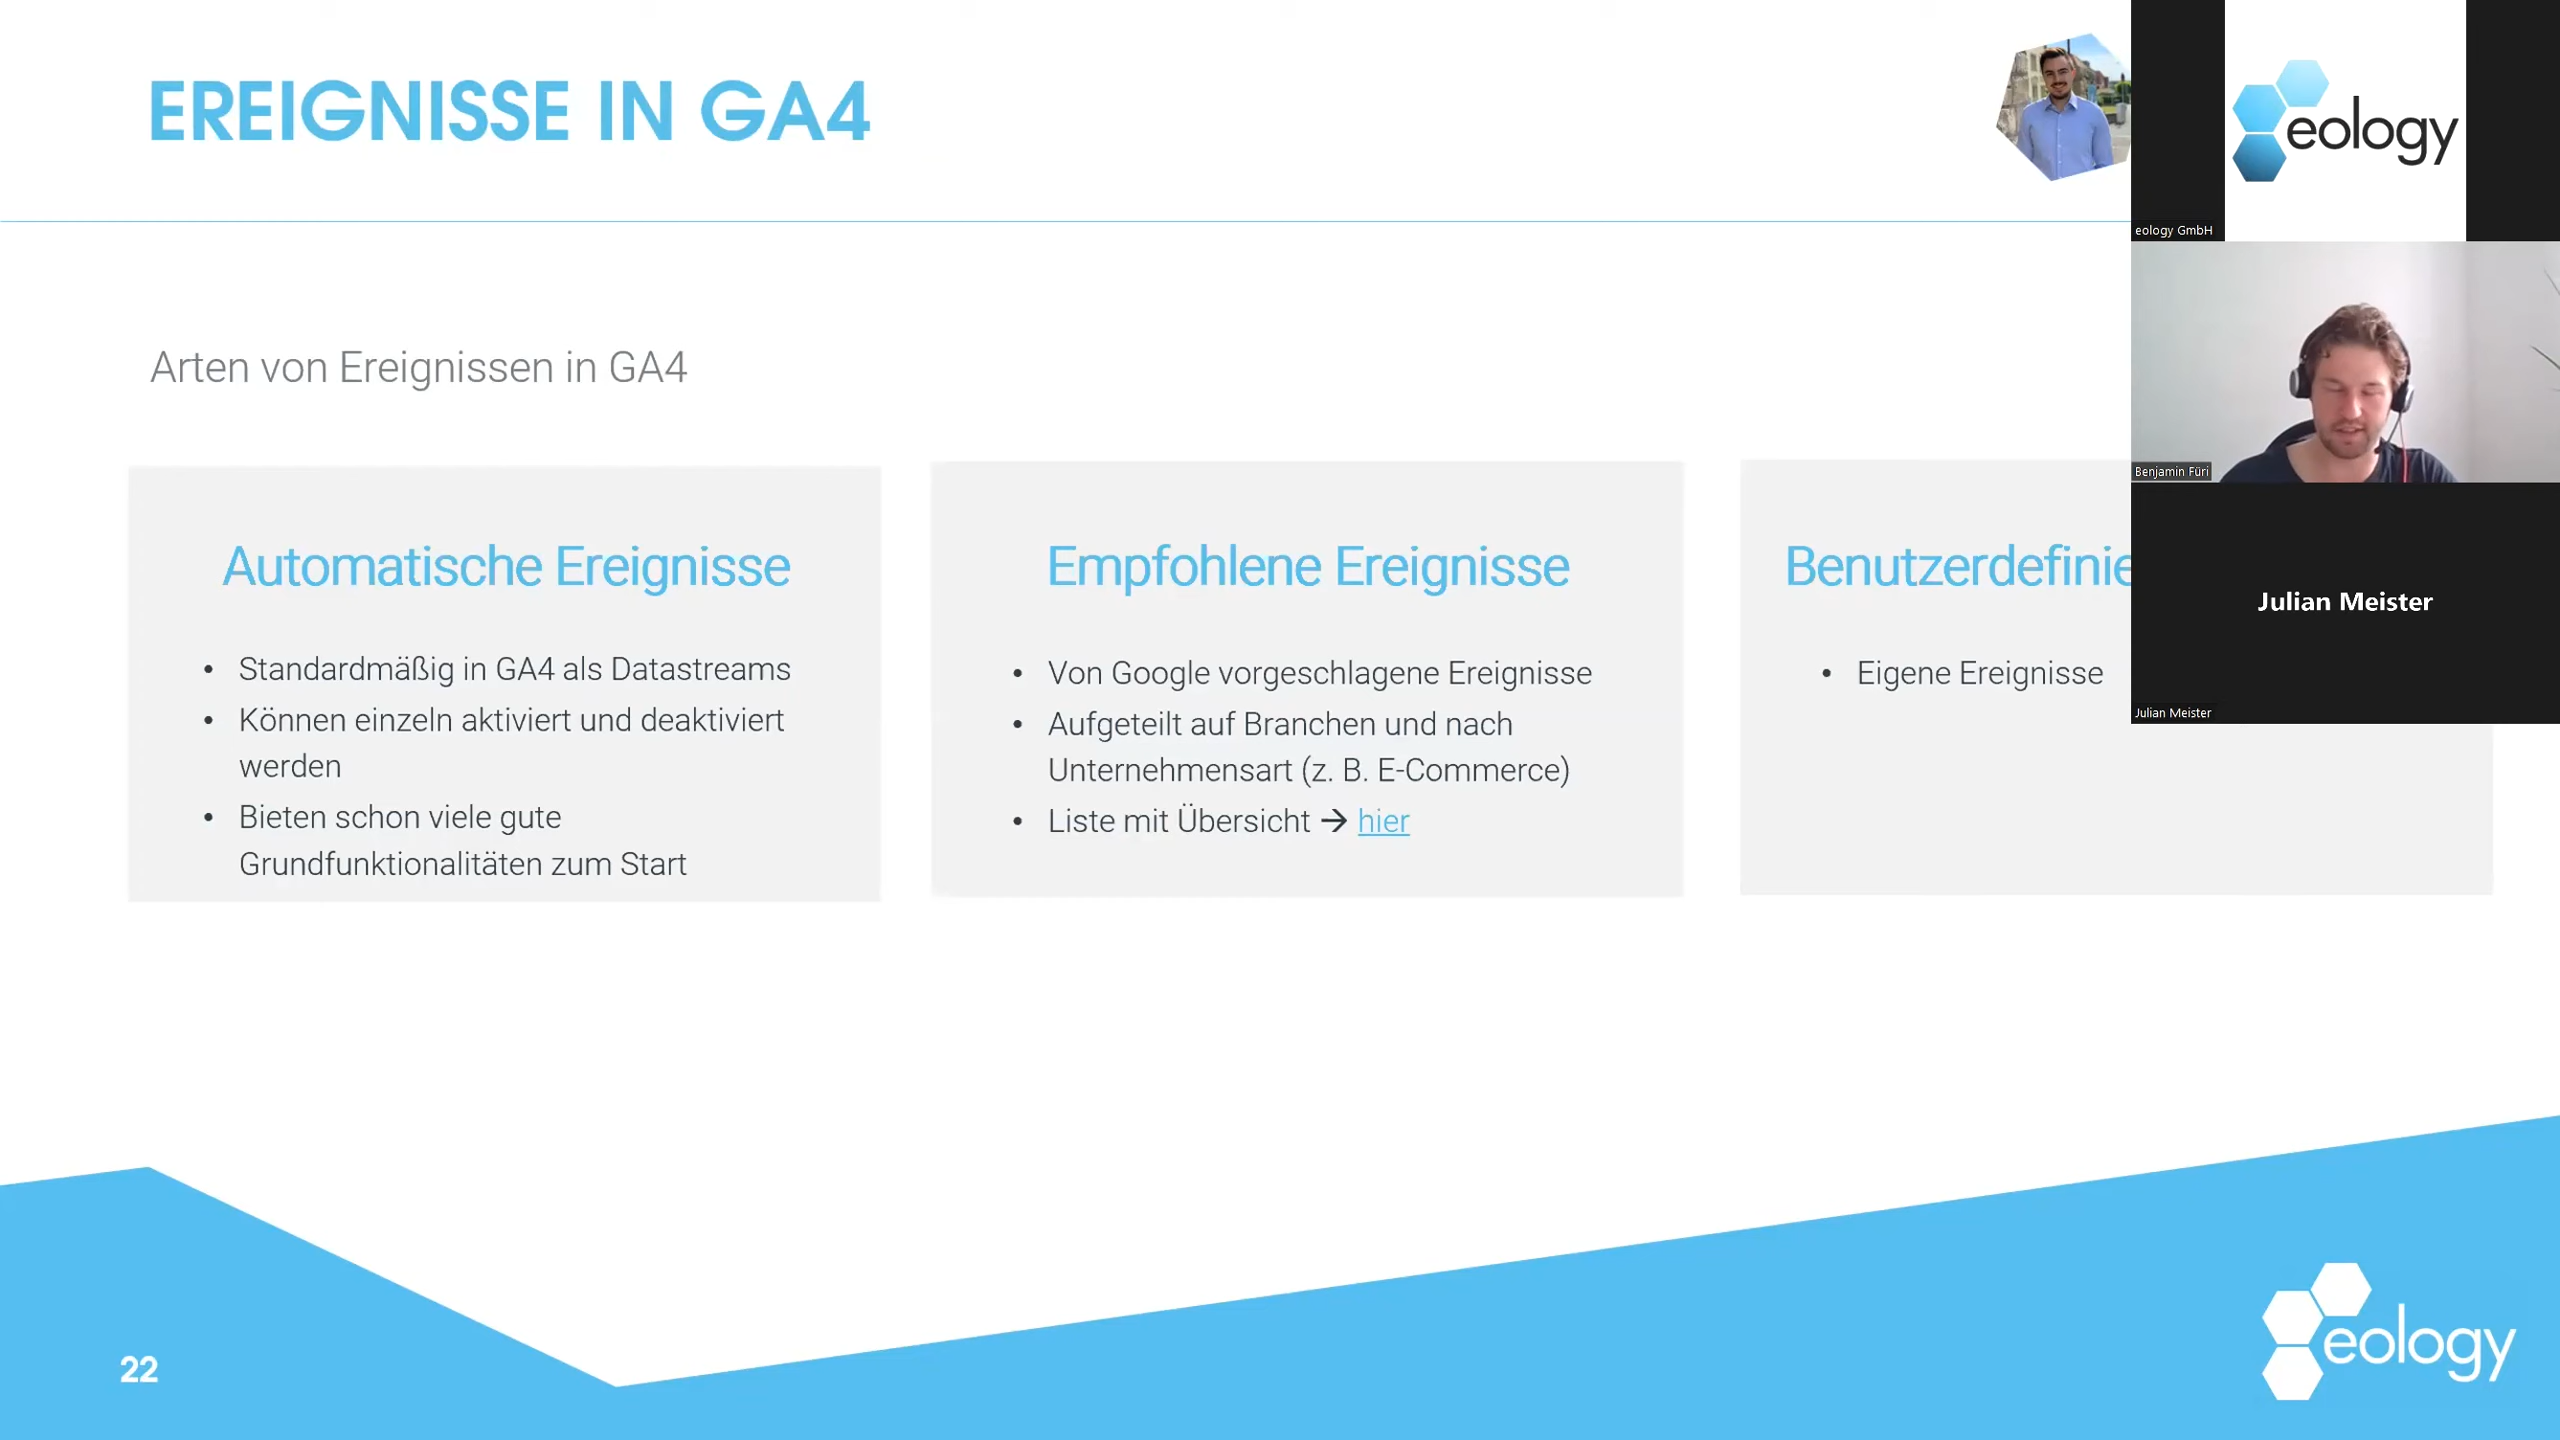 EREIGNISSE IN GA4
eology
eology GmbH
Arten von Ereignissen in GA4
Benjamin Füri
Automatische Ereignisse
• Standardmäßig in GA4 als Datastreams
• Können einzeln aktiviert und deaktiviert
werden
• Bieten schon viele gute
Grundfunktionalitäten zum Start
Empfohlene Ereignisse
• Von Google vorgeschlagene Ereignisse
• Aufgeteilt auf Branchen und nach
Unternehmensart (z. B. E-Commerce)
• Liste mit Übersicht → hier
Benutzerdefinie
• Eigene Ereignisse
Julian Meister
Julian Meister
22
eology